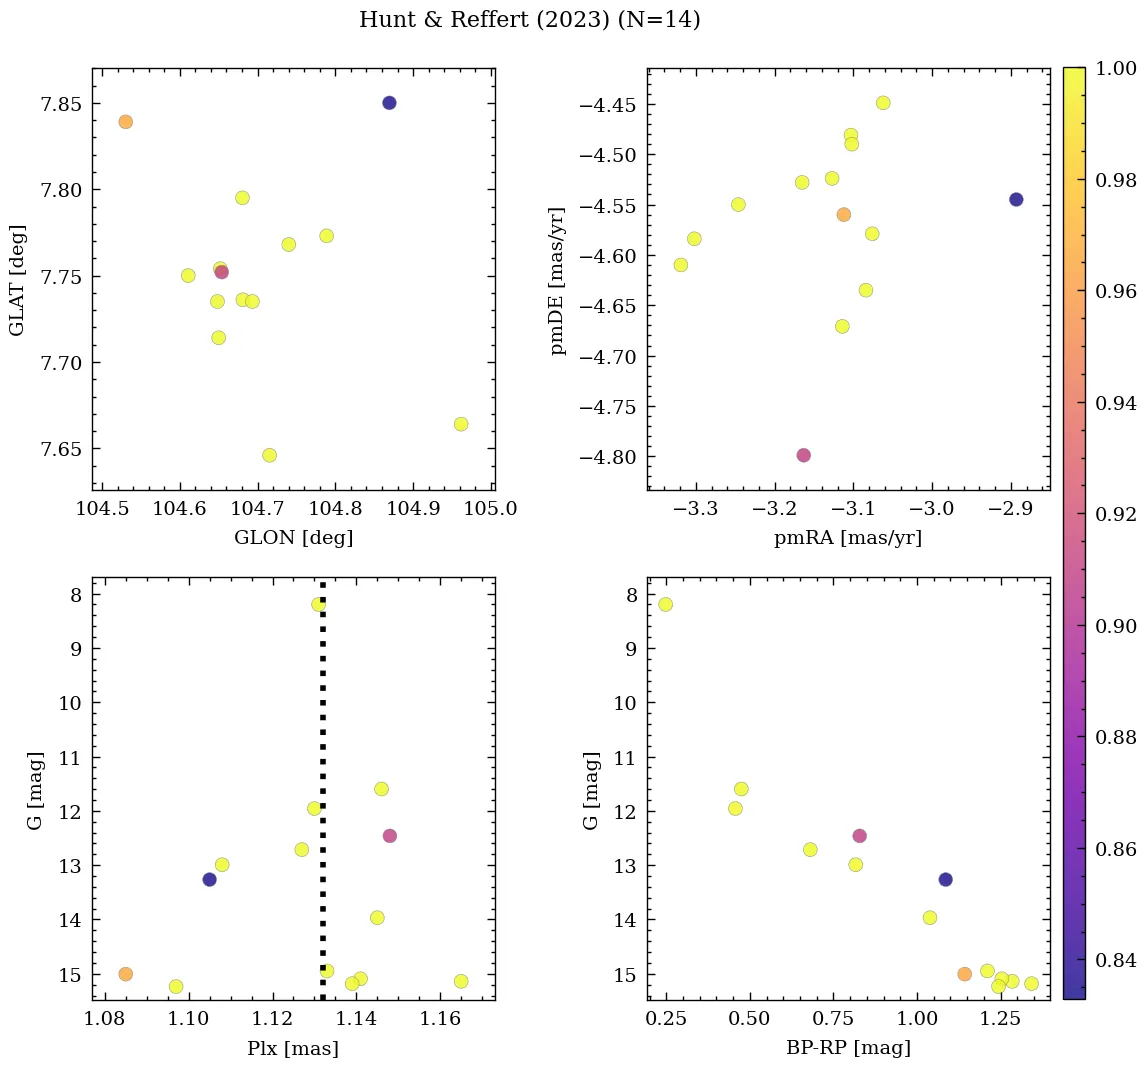 Hunt & Reffert (2023) (N=14)
7.85
7.80
7.75
7.70
7.65
GLAT [deg]
104.5 104.6 104.7 104.8 104.9 105.0
GLON [deg]
−4.45
−4.50
−4.55
−4.60
−4.65
−4.70
−4.75
−4.80
pmDE [mas/yr]
−3.3 −3.2 −3.1 −3.0 −2.9
pmRA [mas/yr]
8
9
10
11
12
13
14
15
G [mag]
1.08 1.10 1.12 1.14 1.16
Plx [mas]
8
9
10
11
12
13
14
15
G [mag]
0.25 0.50 0.75 1.00 1.25
BP-RP [mag]
1.00
0.98
0.96
0.94
0.92
0.90
0.88
0.86
0.84